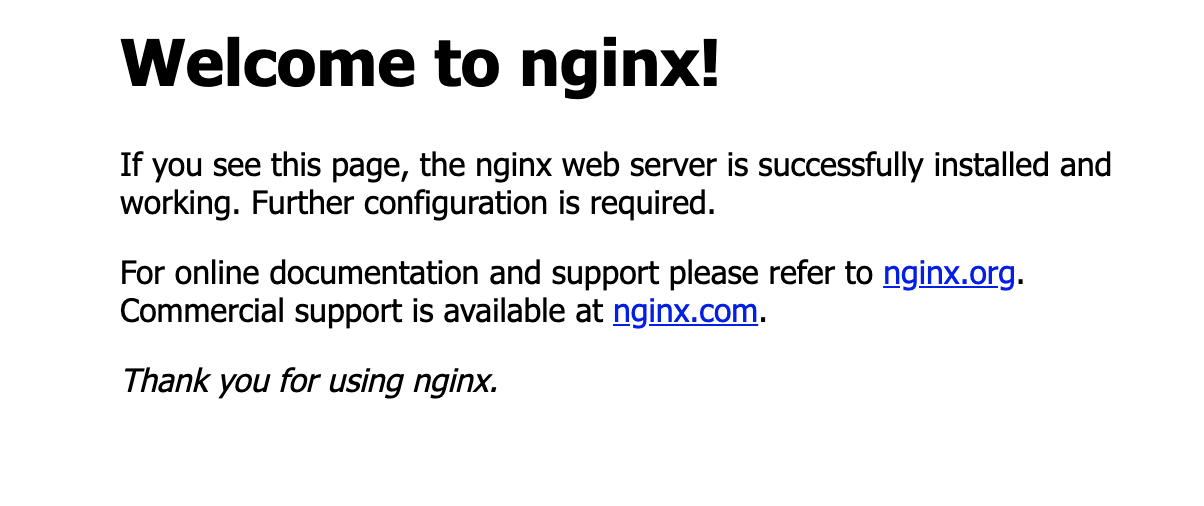 Welcome to nginx!
If you see this page, the nginx web server is successfully installed and
working. Further configuration is required.
For online documentation and support please refer to nginx.org.
Commercial support is available at nginx.com.
Thank you for using nginx.